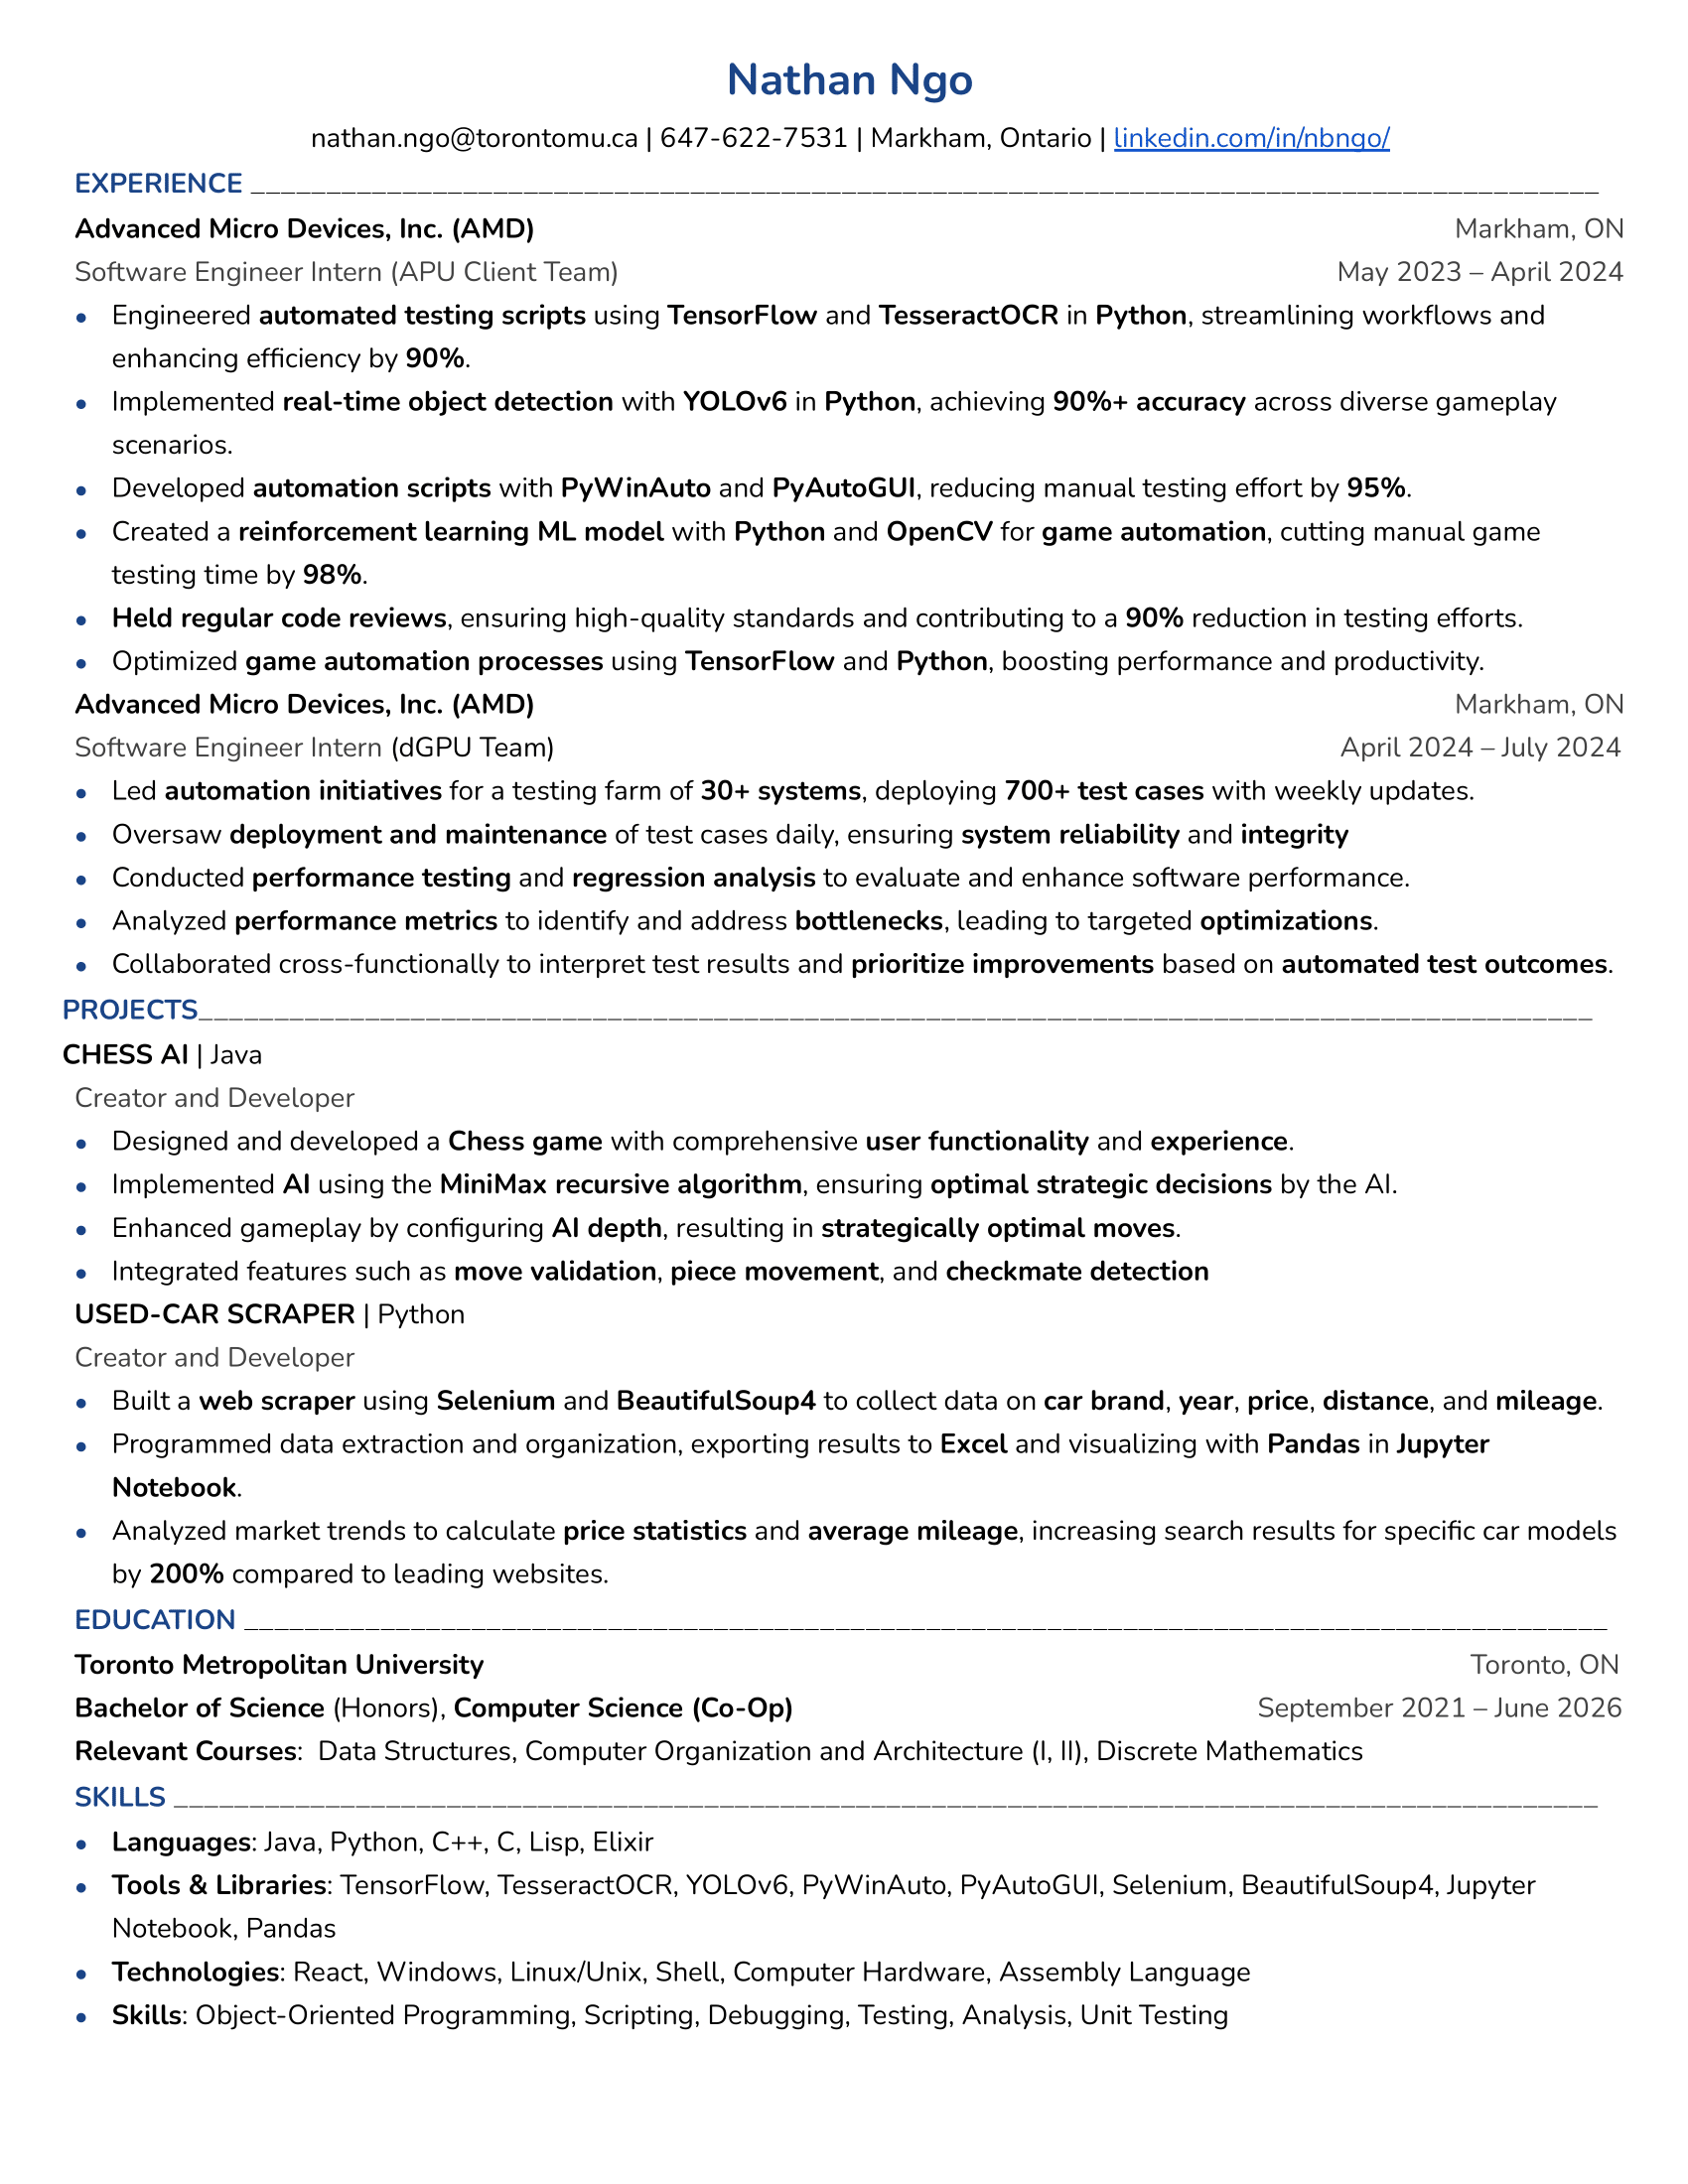 Nathan Ngo
nathan.ngo@torontomu.ca | 647-622-7531 | Markham, Ontario | linkedin.com/in/nbngo/
EXPERIENCE
Advanced Micro Devices, Inc. (AMD) Markham, ON
Software Engineer Intern (APU Client Team) May 2023 – April 2024
• Engineered automated testing scripts using TensorFlow and TesseractOCR in Python, streamlining workflows and
enhancing efficiency by 90%.
• Implemented real-time object detection with YOLOv6 in Python, achieving 90%+ accuracy across diverse gameplay
scenarios.
• Developed automation scripts with PyWinAuto and PyAutoGUI, reducing manual testing effort by 95%.
• Created a reinforcement learning ML model with Python and OpenCV for game automation, cutting manual game
testing time by 98%.
• Held regular code reviews, ensuring high-quality standards and contributing to a 90% reduction in testing efforts.
• Optimized game automation processes using TensorFlow and Python, boosting performance and productivity.
Advanced Micro Devices, Inc. (AMD) Markham, ON
Software Engineer Intern (dGPU Team) April 2024 – July 2024
• Led automation initiatives for a testing farm of 30+ systems, deploying 700+ test cases with weekly updates.
• Oversaw deployment and maintenance of test cases daily, ensuring system reliability and integrity
• Conducted performance testing and regression analysis to evaluate and enhance software performance.
• Analyzed performance metrics to identify and address bottlenecks, leading to targeted optimizations.
• Collaborated cross-functionally to interpret test results and prioritize improvements based on automated test outcomes.
PROJECTS
CHESS AI | Java
Creator and Developer
• Designed and developed a Chess game with comprehensive user functionality and experience.
• Implemented AI using the MiniMax recursive algorithm, ensuring optimal strategic decisions by the AI.
• Enhanced gameplay by configuring AI depth, resulting in strategically optimal moves.
• Integrated features such as move validation, piece movement, and checkmate detection
USED-CAR SCRAPER | Python
Creator and Developer
• Built a web scraper using Selenium and BeautifulSoup4 to collect data on car brand, year, price, distance, and mileage.
• Programmed data extraction and organization, exporting results to Excel and visualizing with Pandas in Jupyter
Notebook.
• Analyzed market trends to calculate price statistics and average mileage, increasing search results for specific car models
by 200% compared to leading websites.
EDUCATION
Toronto Metropolitan University Toronto, ON
Bachelor of Science (Honors), Computer Science (Co-Op) September 2021 – June 2026
Relevant Courses: Data Structures, Computer Organization and Architecture (I, II), Discrete Mathematics
SKILLS
• Languages: Java, Python, C++, C, Lisp, Elixir
• Tools & Libraries: TensorFlow, TesseractOCR, YOLOv6, PyWinAuto, PyAutoGUI, Selenium, BeautifulSoup4, Jupyter
Notebook, Pandas
• Technologies: React, Windows, Linux/Unix, Shell, Computer Hardware, Assembly Language
• Skills: Object-Oriented Programming, Scripting, Debugging, Testing, Analysis, Unit Testing